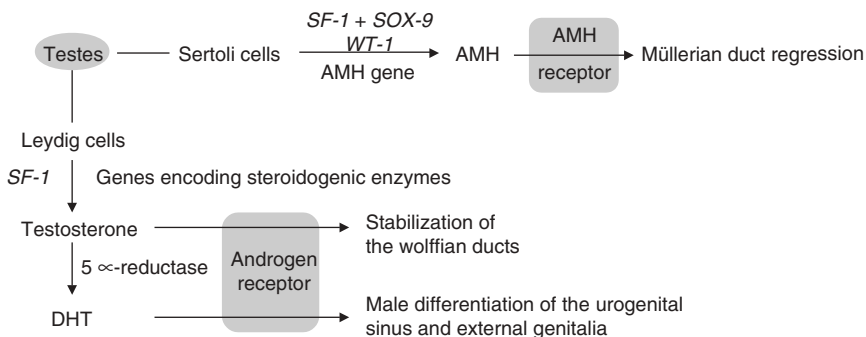 SF-1 + SOX-9
WT-1
Testes
Sertoli cells
AMH gene
AMH
AMH
receptor
Müllerian duct regression
Leydig cells
SF-1
Genes encoding steroidogenic enzymes
Testosterone
Stabilization of
the wolffian ducts
5 ∝-reductase
Androgen
receptor
DHT
Male differentiation of the urogenital
sinus and external genitalia